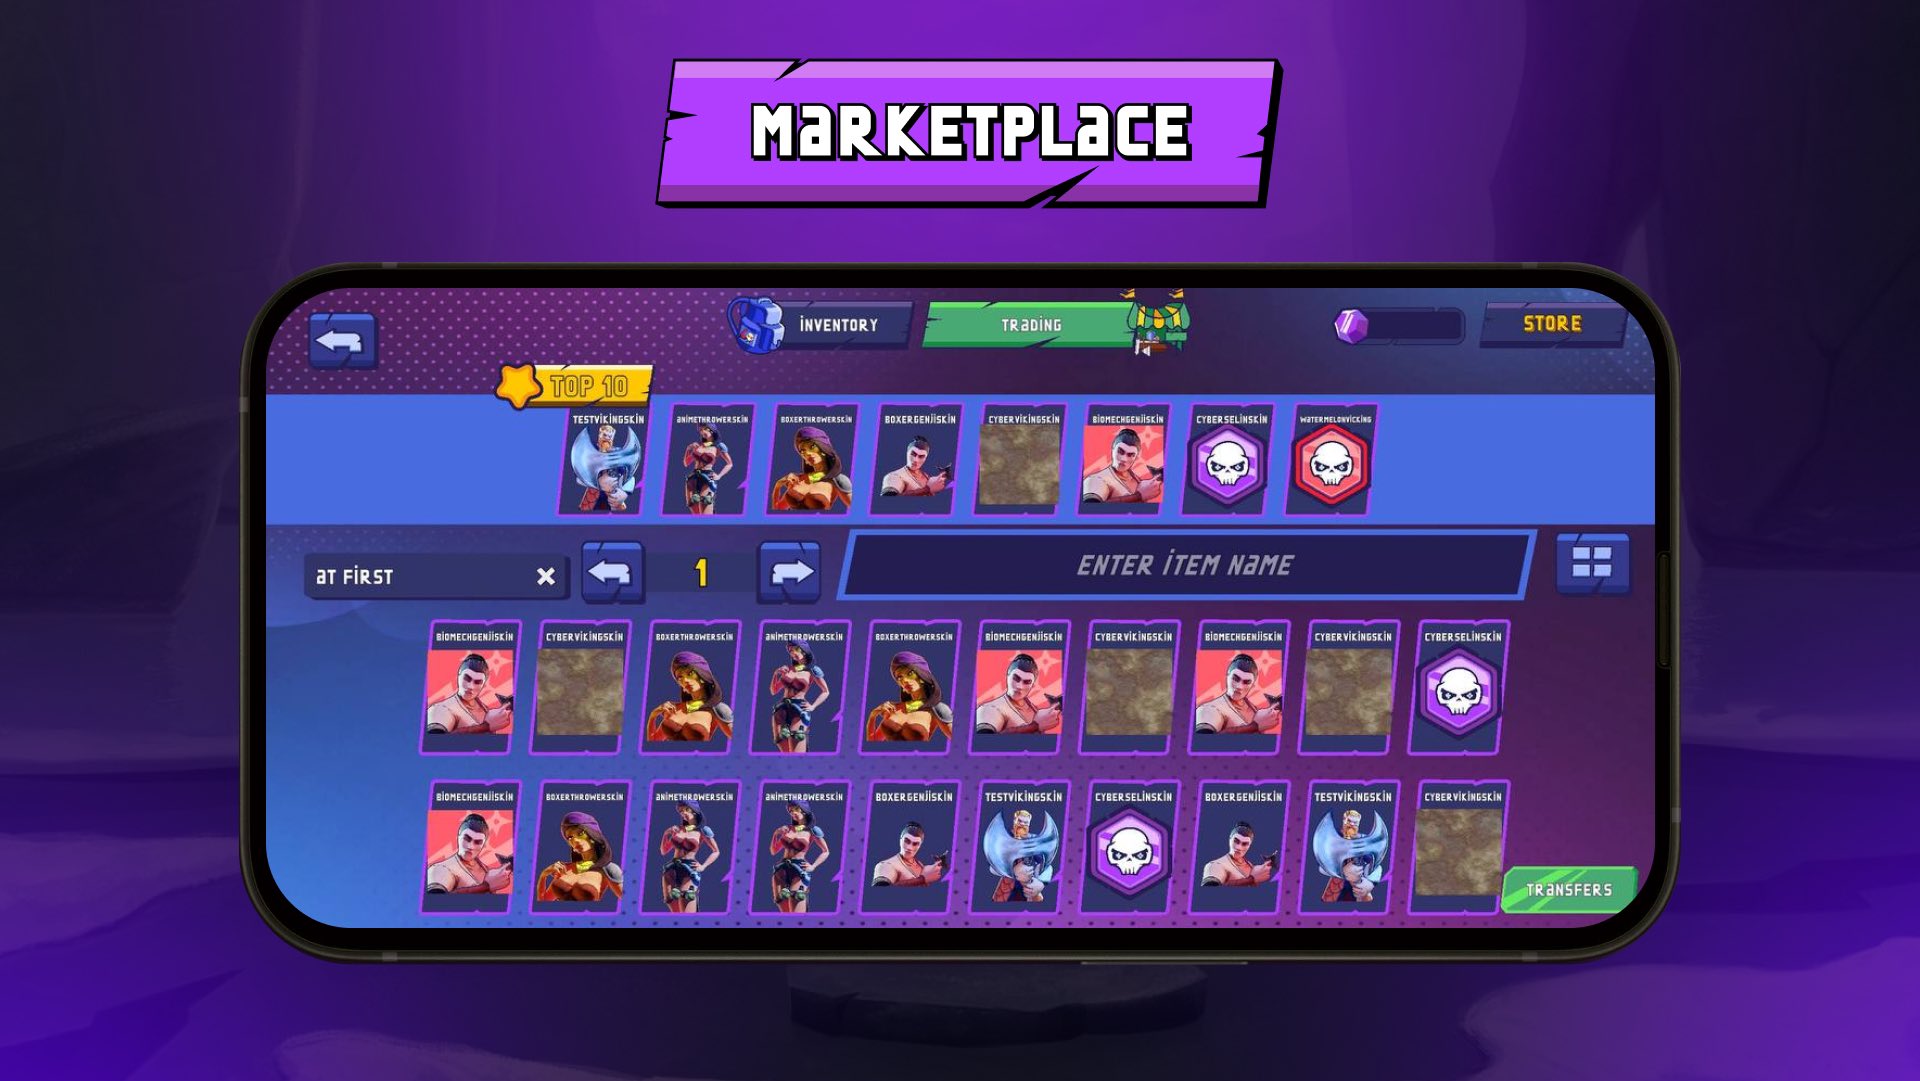 MARKETPLACE
INVENTORY
TRADING
STORE
TOP 10
TESTVIKINGSKIN
ANIMETHROWERSKIN
BOXERTHROWERSKIN
BOXERGENJISKIN
CYBERVIKINGSKIN
BIOMECHGENJISKIN
CYBERSELINSKIN
WATERMELONVICKING
AT FIRST
1
ENTER ITEM NAME
BIOMECHGENJISKIN
CYBERVIKINGSKIN
BOXERTHROWERSKIN
ANIMETHROWERSKIN
BOXERTHROWERSKIN
BIOMECHGENJISKIN
CYBERVIKINGSKIN
BIOMECHGENJISKIN
CYBERVIKINGSKIN
CYBERSELINSKIN
BIOMECHGENJISKIN
BOXERTHROWERSKIN
ANIMETHROWERSKIN
ANIMETHROWERSKIN
BOXERGENJISKIN
TESTVIKINGSKIN
CYBERSELINSKIN
BOXERGENJISKIN
TESTVIKINGSKIN
CYBERVIKINGSKIN
TRANSFERS